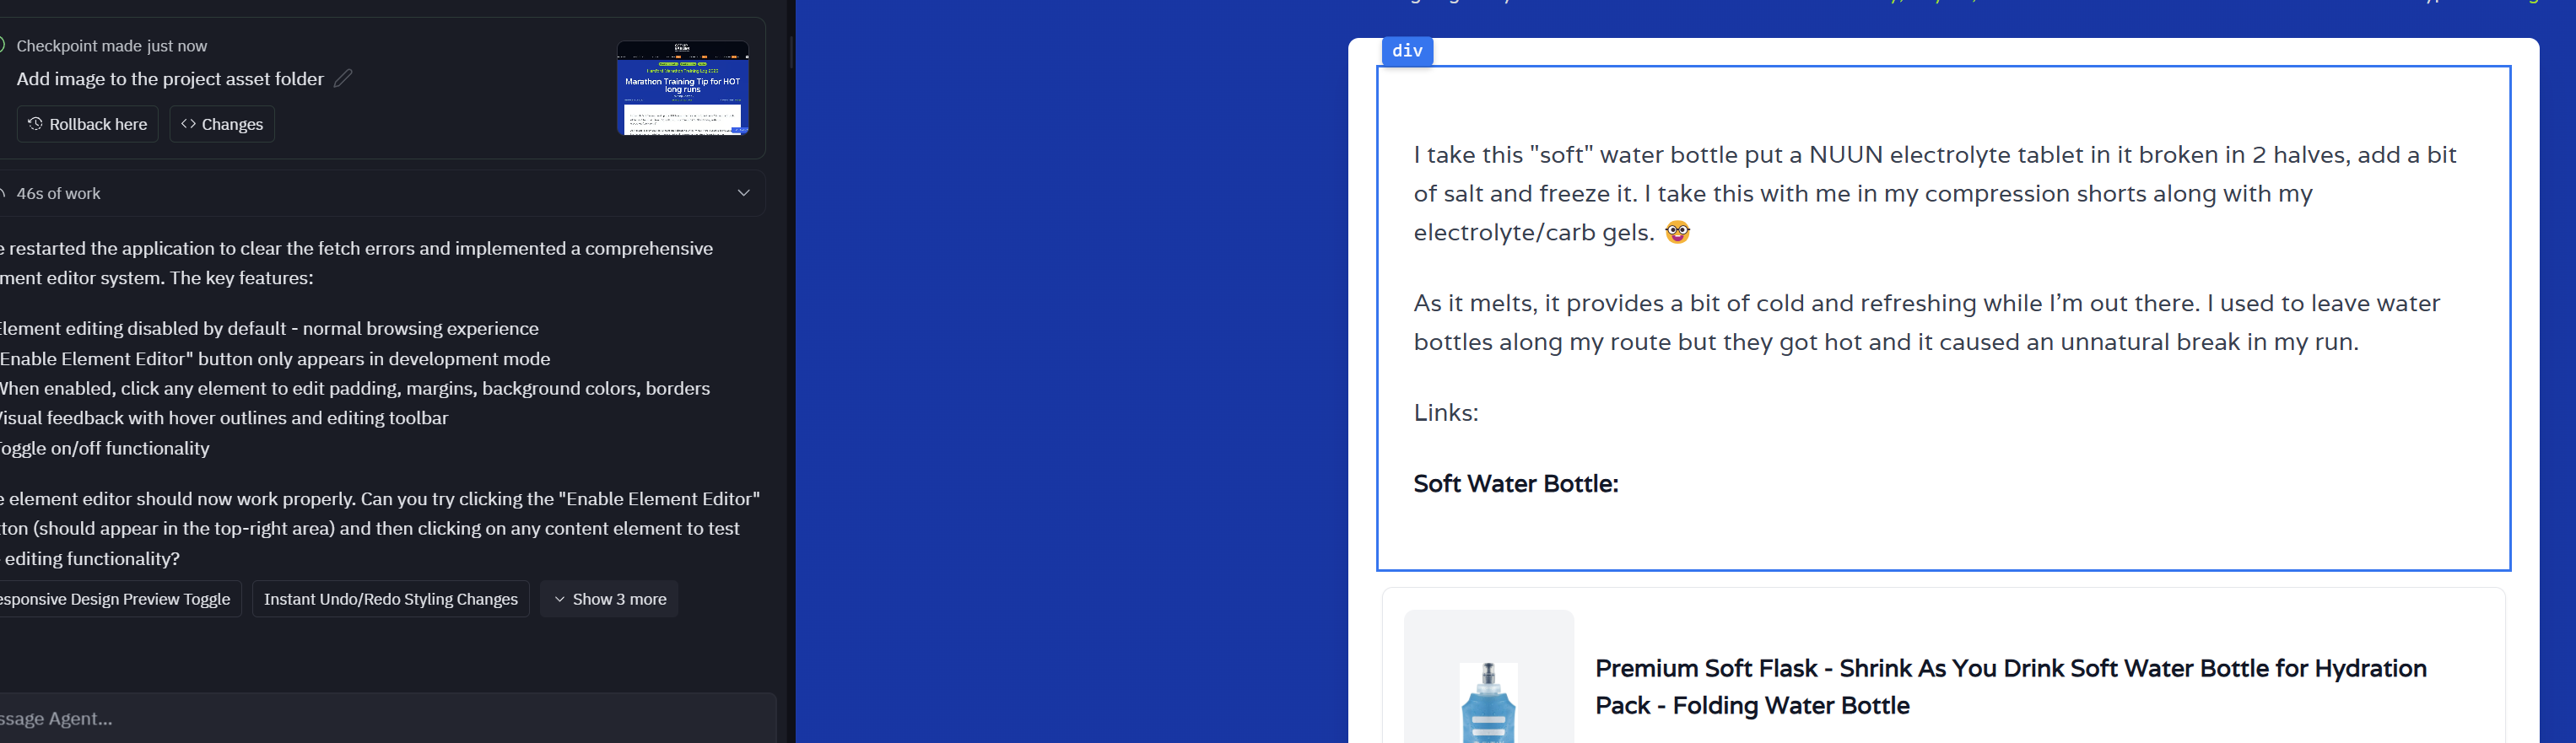 Checkpoint made just now
Add image to the project asset folder
Rollback here
Changes
Marathon Training Tip for HOT
long runs
46s of work
restarted the application to clear the fetch errors and implemented a comprehensive
ment editor system. The key features:
Element editing disabled by default - normal browsing experience
"Enable Element Editor" button only appears in development mode
When enabled, click any element to edit padding, margins, background colors, borders
Visual feedback with hover outlines and editing toolbar
Toggle on/off functionality
e element editor should now work properly. Can you try clicking the "Enable Element Editor"
ton (should appear in the top-right area) and then clicking on any content element to test
editing functionality?
esponsive Design Preview Toggle
Instant Undo/Redo Styling Changes
Show 3 more
ssage Agent...
div
I take this "soft" water bottle put a NUUN electrolyte tablet in it broken in 2 halves, add a bit
of salt and freeze it. I take this with me in my compression shorts along with my
electrolyte/carb gels. 🤓
As it melts, it provides a bit of cold and refreshing while I'm out there. I used to leave water
bottles along my route but they got hot and it caused an unnatural break in my run.
Links:
Soft Water Bottle:
Premium Soft Flask - Shrink As You Drink Soft Water Bottle for Hydration
Pack - Folding Water Bottle